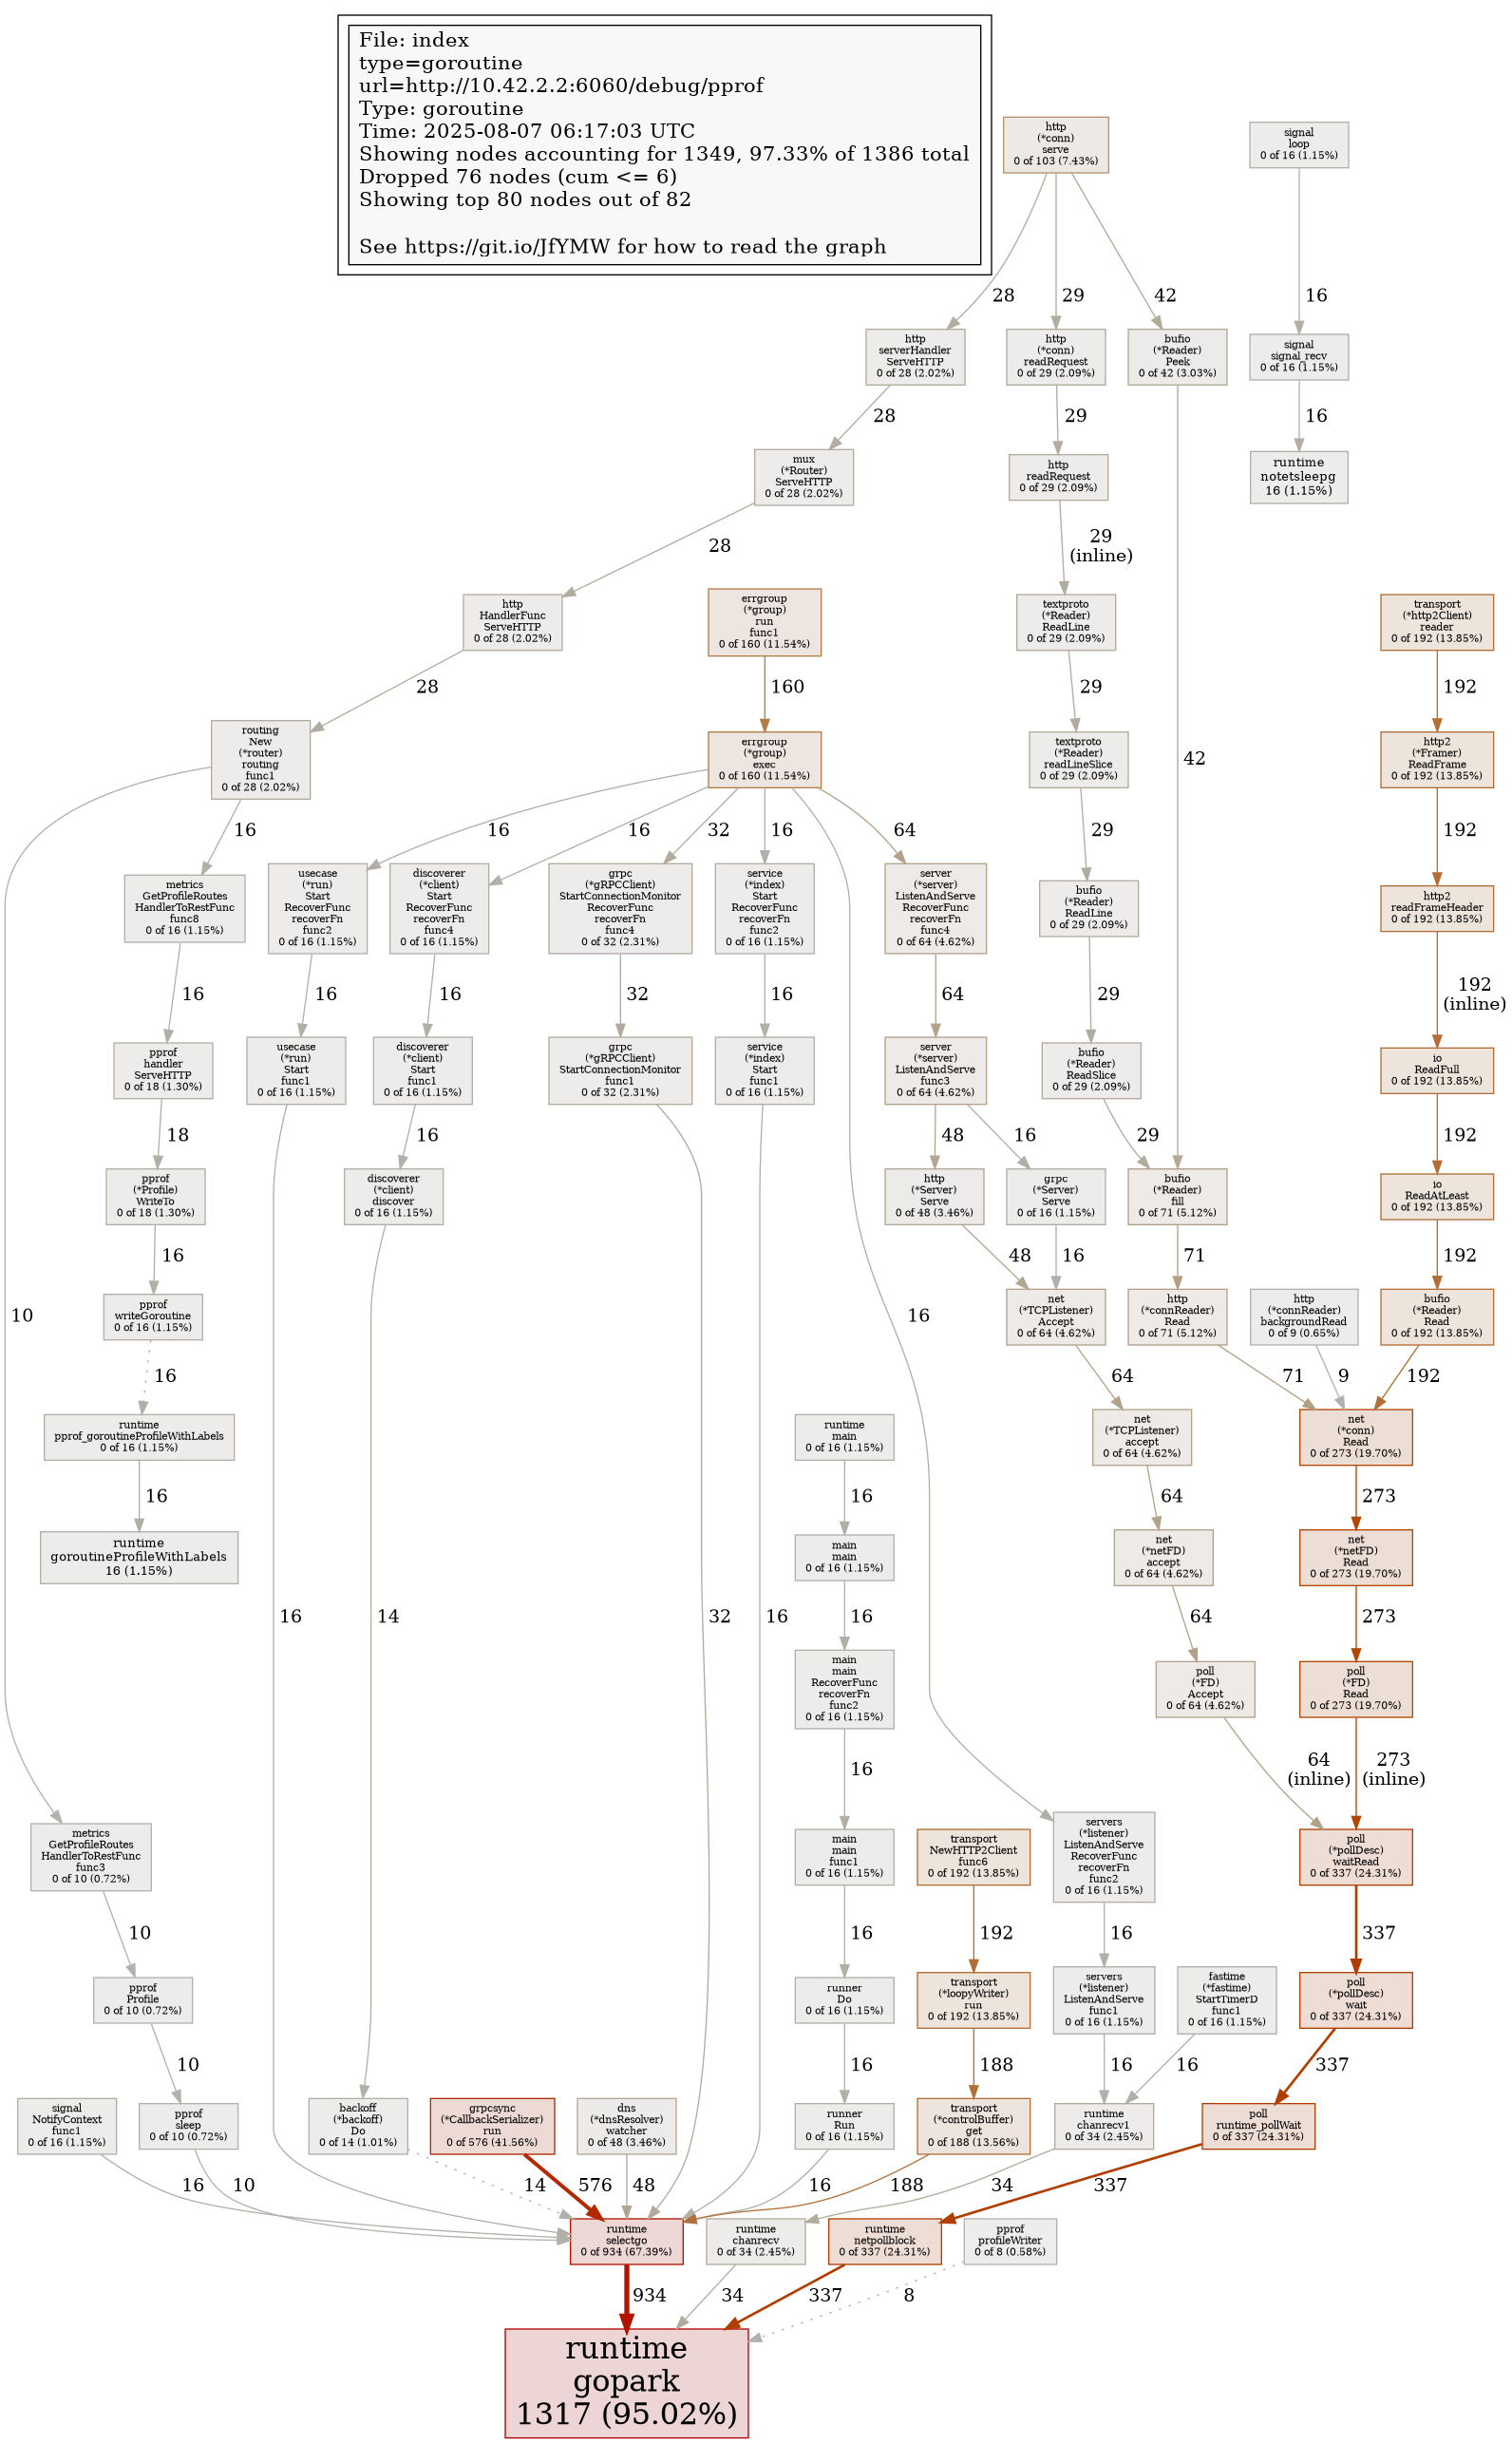 File: index
type=goroutine
url=http://10.42.2.2:6060/debug/pprof
Type: goroutine
Time: 2025-08-07 06:17:03 UTC
Showing nodes accounting for 1349, 97.33% of 1386 total
Dropped 76 nodes (cum <= 6)
Showing top 80 nodes out of 82
See https://git.io/JfYMW for how to read the graph
http
(*conn)
serve
0 of 103 (7.43%)
signal
loop
0 of 16 (1.15%)
28
29
42
16
http
serverHandler
ServeHTTP
0 of 28 (2.02%)
http
(*conn)
readRequest
0 of 29 (2.09%)
bufio
(*Reader)
Peek
0 of 42 (3.03%)
signal
signal_recv
0 of 16 (1.15%)
28
29
16
mux
(*Router)
ServeHTTP
0 of 28 (2.02%)
http
readRequest
0 of 29 (2.09%)
runtime
notetsleepg
16 (1.15%)
28
29
(inline)
http
HandlerFunc
ServeHTTP
0 of 28 (2.02%)
errgroup
(*group)
run
func1
0 of 160 (11.54%)
textproto
(*Reader)
ReadLine
0 of 29 (2.09%)
transport
(*http2Client)
reader
0 of 192 (13.85%)
28
160
29
192
routing
New
(*router)
routing
func1
0 of 28 (2.02%)
errgroup
(*group)
exec
0 of 160 (11.54%)
textproto
(*Reader)
readLineSlice
0 of 29 (2.09%)
42
http2
(*Framer)
ReadFrame
0 of 192 (13.85%)
16
16
16
32
16
64
29
192
metrics
GetProfileRoutes
HandlerToRestFunc
func8
0 of 16 (1.15%)
usecase
(*run)
Start
RecoverFunc
recoverFn
func2
0 of 16 (1.15%)
discoverer
(*client)
Start
RecoverFunc
recoverFn
func4
0 of 16 (1.15%)
grpc
(*gRPCClient)
StartConnectionMonitor
RecoverFunc
recoverFn
func4
0 of 32 (2.31%)
service
(*index)
Start
RecoverFunc
recoverFn
func2
0 of 16 (1.15%)
server
(*server)
ListenAndServe
RecoverFunc
recoverFn
func4
0 of 64 (4.62%)
bufio
(*Reader)
ReadLine
0 of 29 (2.09%)
http2
readFrameHeader
0 of 192 (13.85%)
16
16
16
32
16
64
29
192
(inline)
pprof
handler
ServeHTTP
0 of 18 (1.30%)
usecase
(*run)
Start
func1
0 of 16 (1.15%)
discoverer
(*client)
Start
func1
0 of 16 (1.15%)
grpc
(*gRPCClient)
StartConnectionMonitor
func1
0 of 32 (2.31%)
service
(*index)
Start
func1
0 of 16 (1.15%)
server
(*server)
ListenAndServe
func3
0 of 64 (4.62%)
bufio
(*Reader)
ReadSlice
0 of 29 (2.09%)
io
ReadFull
0 of 192 (13.85%)
18
16
48
16
29
192
pprof
(*Profile)
WriteTo
0 of 18 (1.30%)
discoverer
(*client)
discover
0 of 16 (1.15%)
http
(*Server)
Serve
0 of 48 (3.46%)
grpc
(*Server)
Serve
0 of 16 (1.15%)
bufio
(*Reader)
fill
0 of 71 (5.12%)
io
ReadAtLeast
0 of 192 (13.85%)
16
48
16
71
192
10
pprof
writeGoroutine
0 of 16 (1.15%)
16
net
(*TCPListener)
Accept
0 of 64 (4.62%)
http
(*connReader)
Read
0 of 71 (5.12%)
http
(*connReader)
backgroundRead
0 of 9 (0.65%)
bufio
(*Reader)
Read
0 of 192 (13.85%)
16
64
71
9
192
runtime
pprof_goroutineProfileWithLabels
0 of 16 (1.15%)
runtime
main
0 of 16 (1.15%)
net
(*TCPListener)
accept
0 of 64 (4.62%)
net
(*conn)
Read
0 of 273 (19.70%)
16
16
64
273
runtime
goroutineProfileWithLabels
16 (1.15%)
main
main
0 of 16 (1.15%)
net
(*netFD)
accept
0 of 64 (4.62%)
net
(*netFD)
Read
0 of 273 (19.70%)
16
14
32
16
16
64
273
main
main
RecoverFunc
recoverFn
func2
0 of 16 (1.15%)
poll
(*FD)
Accept
0 of 64 (4.62%)
poll
(*FD)
Read
0 of 273 (19.70%)
16
64
(inline)
273
(inline)
metrics
GetProfileRoutes
HandlerToRestFunc
func3
0 of 10 (0.72%)
main
main
func1
0 of 16 (1.15%)
transport
NewHTTP2Client
func6
0 of 192 (13.85%)
servers
(*listener)
ListenAndServe
RecoverFunc
recoverFn
func2
0 of 16 (1.15%)
poll
(*pollDesc)
waitRead
0 of 337 (24.31%)
10
16
192
16
337
pprof
Profile
0 of 10 (0.72%)
runner
Do
0 of 16 (1.15%)
transport
(*loopyWriter)
run
0 of 192 (13.85%)
servers
(*listener)
ListenAndServe
func1
0 of 16 (1.15%)
fastime
(*fastime)
StartTimerD
func1
0 of 16 (1.15%)
poll
(*pollDesc)
wait
0 of 337 (24.31%)
10
16
188
16
16
337
signal
NotifyContext
func1
0 of 16 (1.15%)
pprof
sleep
0 of 10 (0.72%)
backoff
(*backoff)
Do
0 of 14 (1.01%)
grpcsync
(*CallbackSerializer)
run
0 of 576 (41.56%)
dns
(*dnsResolver)
watcher
0 of 48 (3.46%)
runner
Run
0 of 16 (1.15%)
transport
(*controlBuffer)
get
0 of 188 (13.56%)
runtime
chanrecv1
0 of 34 (2.45%)
poll
runtime_pollWait
0 of 337 (24.31%)
16
10
14
576
48
16
188
34
337
runtime
selectgo
0 of 934 (67.39%)
runtime
chanrecv
0 of 34 (2.45%)
runtime
netpollblock
0 of 337 (24.31%)
pprof
profileWriter
0 of 8 (0.58%)
934
34
337
8
runtime
gopark
1317 (95.02%)